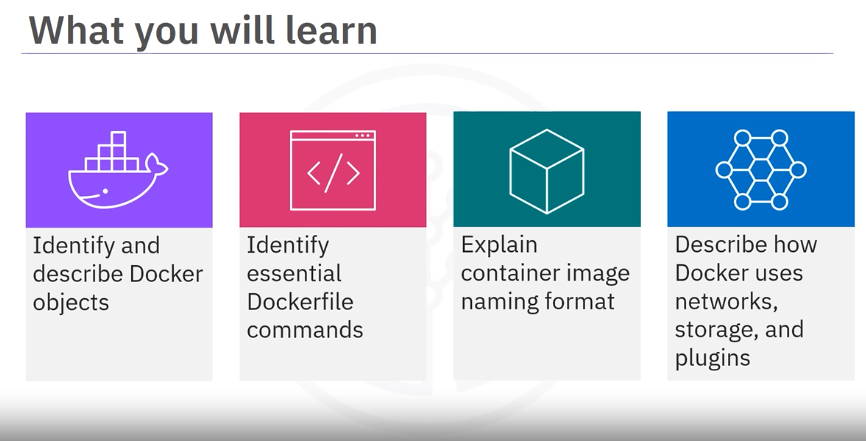 What you will learn
Identify and
describe Docker
objects
Identify
essential
Dockerfile
commands
Explain
container image
naming format
Describe how
Docker uses
networks,
storage, and
plugins